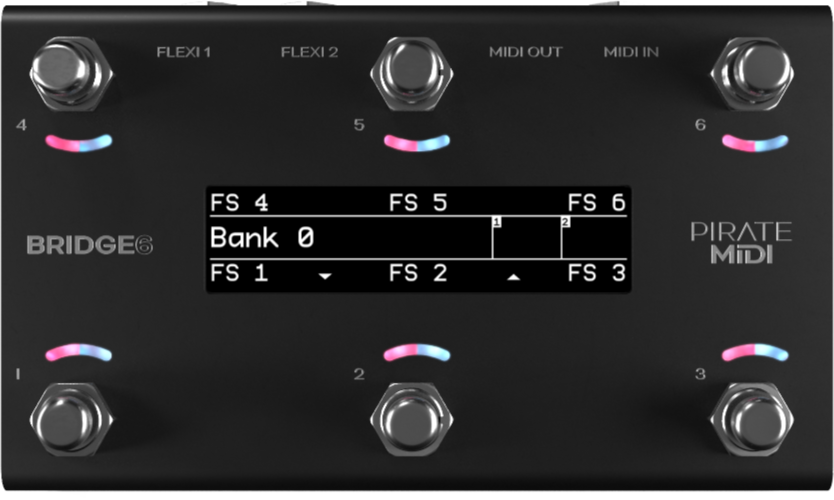 FLEXI 1 FLEXI 2 MIDI OUT MIDI IN
4 5 6
FS 4 FS 5 FS 6
1 2
BRIDGE6 Bank 0 PIRATE
MiDI
FS 1 FS 2 FS 3
1 2 3